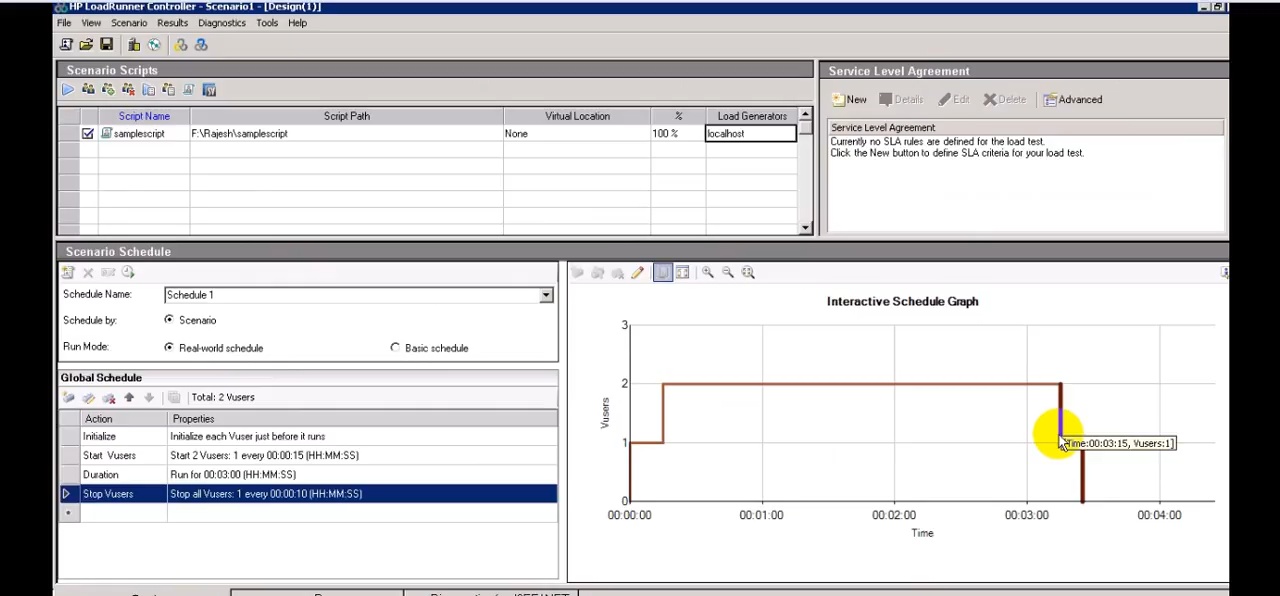 HP LoadRunner Controller - Scenario1 - [Design(1)]
File View Scenario Results Diagnostics Tools Help
Scenario Scripts
Script Name Script Path Virtual Location % Load Generators
samplescript F:\Rajesh\samplescript None 100 % localhost
Service Level Agreement
New Details Edit Delete Advanced
Service Level Agreement
Currently no SLA rules are defined for the load test.
Click the New button to define SLA criteria for your load test.
Scenario Schedule
Schedule Name: Schedule 1
Schedule by: Scenario
Run Mode: Real-world schedule Basic schedule
Global Schedule
Total: 2 Vusers
Action Properties
Initialize Initialize each Vuser just before it runs
Start Vusers Start 2 Vusers: 1 every 00:00:15 (HH:MM:SS)
Duration Run for 00:03:00 (HH:MM:SS)
Stop Vusers Stop all Vusers: 1 every 00:00:10 (HH:MM:SS)
Interactive Schedule Graph
3
2
1
0
Vusers
Time:00:03:15, Vusers:1]
00:00:00 00:01:00 00:02:00 00:03:00 00:04:00
Time